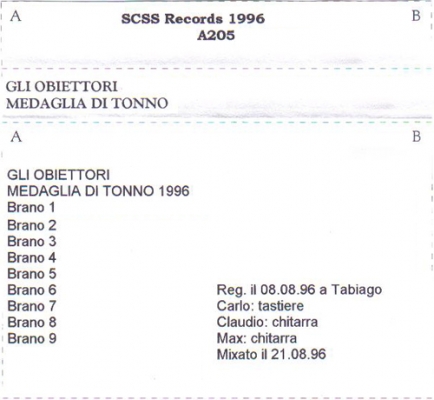 A B
SCSS Records 1996
A205
GLI OBIETTORI
MEDAGLIA DI TONNO
A B
GLI OBIETTORI
MEDAGLIA DI TONNO 1996
Brano 1
Brano 2
Brano 3
Brano 4
Brano 5
Brano 6
Brano 7
Brano 8
Brano 9
Reg. il 08.08.96 a Tabiago
Carlo: tastiere
Claudio: chitarra
Max: chitarra
Mixato il 21.08.96